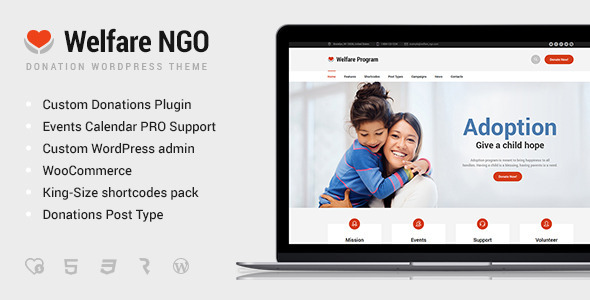 Welfare NGO
DONATION WORDPRESS THEME
Custom Donations Plugin
Events Calendar PRO Support
Custom WordPress admin
WooCommerce
King-Size shortcodes pack
Donations Post Type
Welfare Program
Donate Now!
Home Features Shortcodes Post Types Campaigns News Contacts
Adoption
Give a child hope
Adoption program is meant to bring happiness to all
families. Having a child is a blessing, having parents is a need.
Donate Now!
Mission Events Support Volunteer